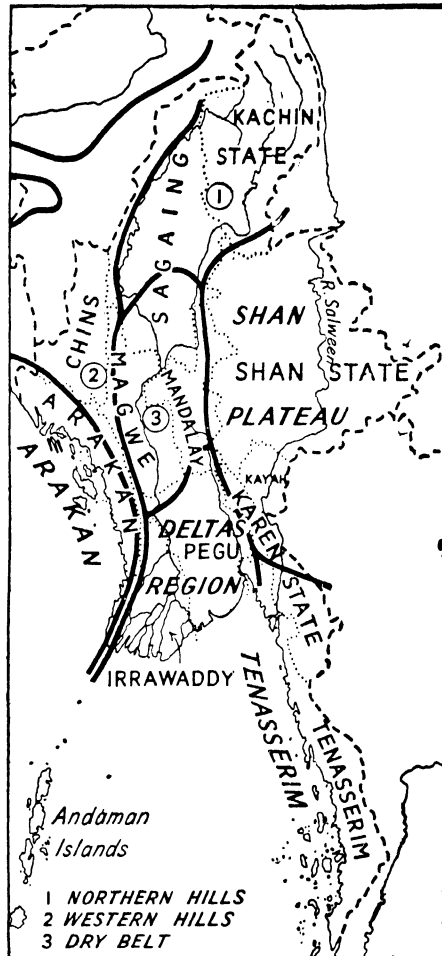 KACHIN
STATE
1
SAGAING
CHINS
2
SHAN
R. Salween
SHAN STATE
PLATEAU
MAGWE
MANDALAY
3
ARAKAN
ARAKAN
KAYAH
KAREN STATE
DELTAS
PEGU
REGION
IRRAWADDY
TENASSERIM
TENASSERIM
Andaman
Islands
1 NORTHERN HILLS
2 WESTERN HILLS
3 DRY BELT